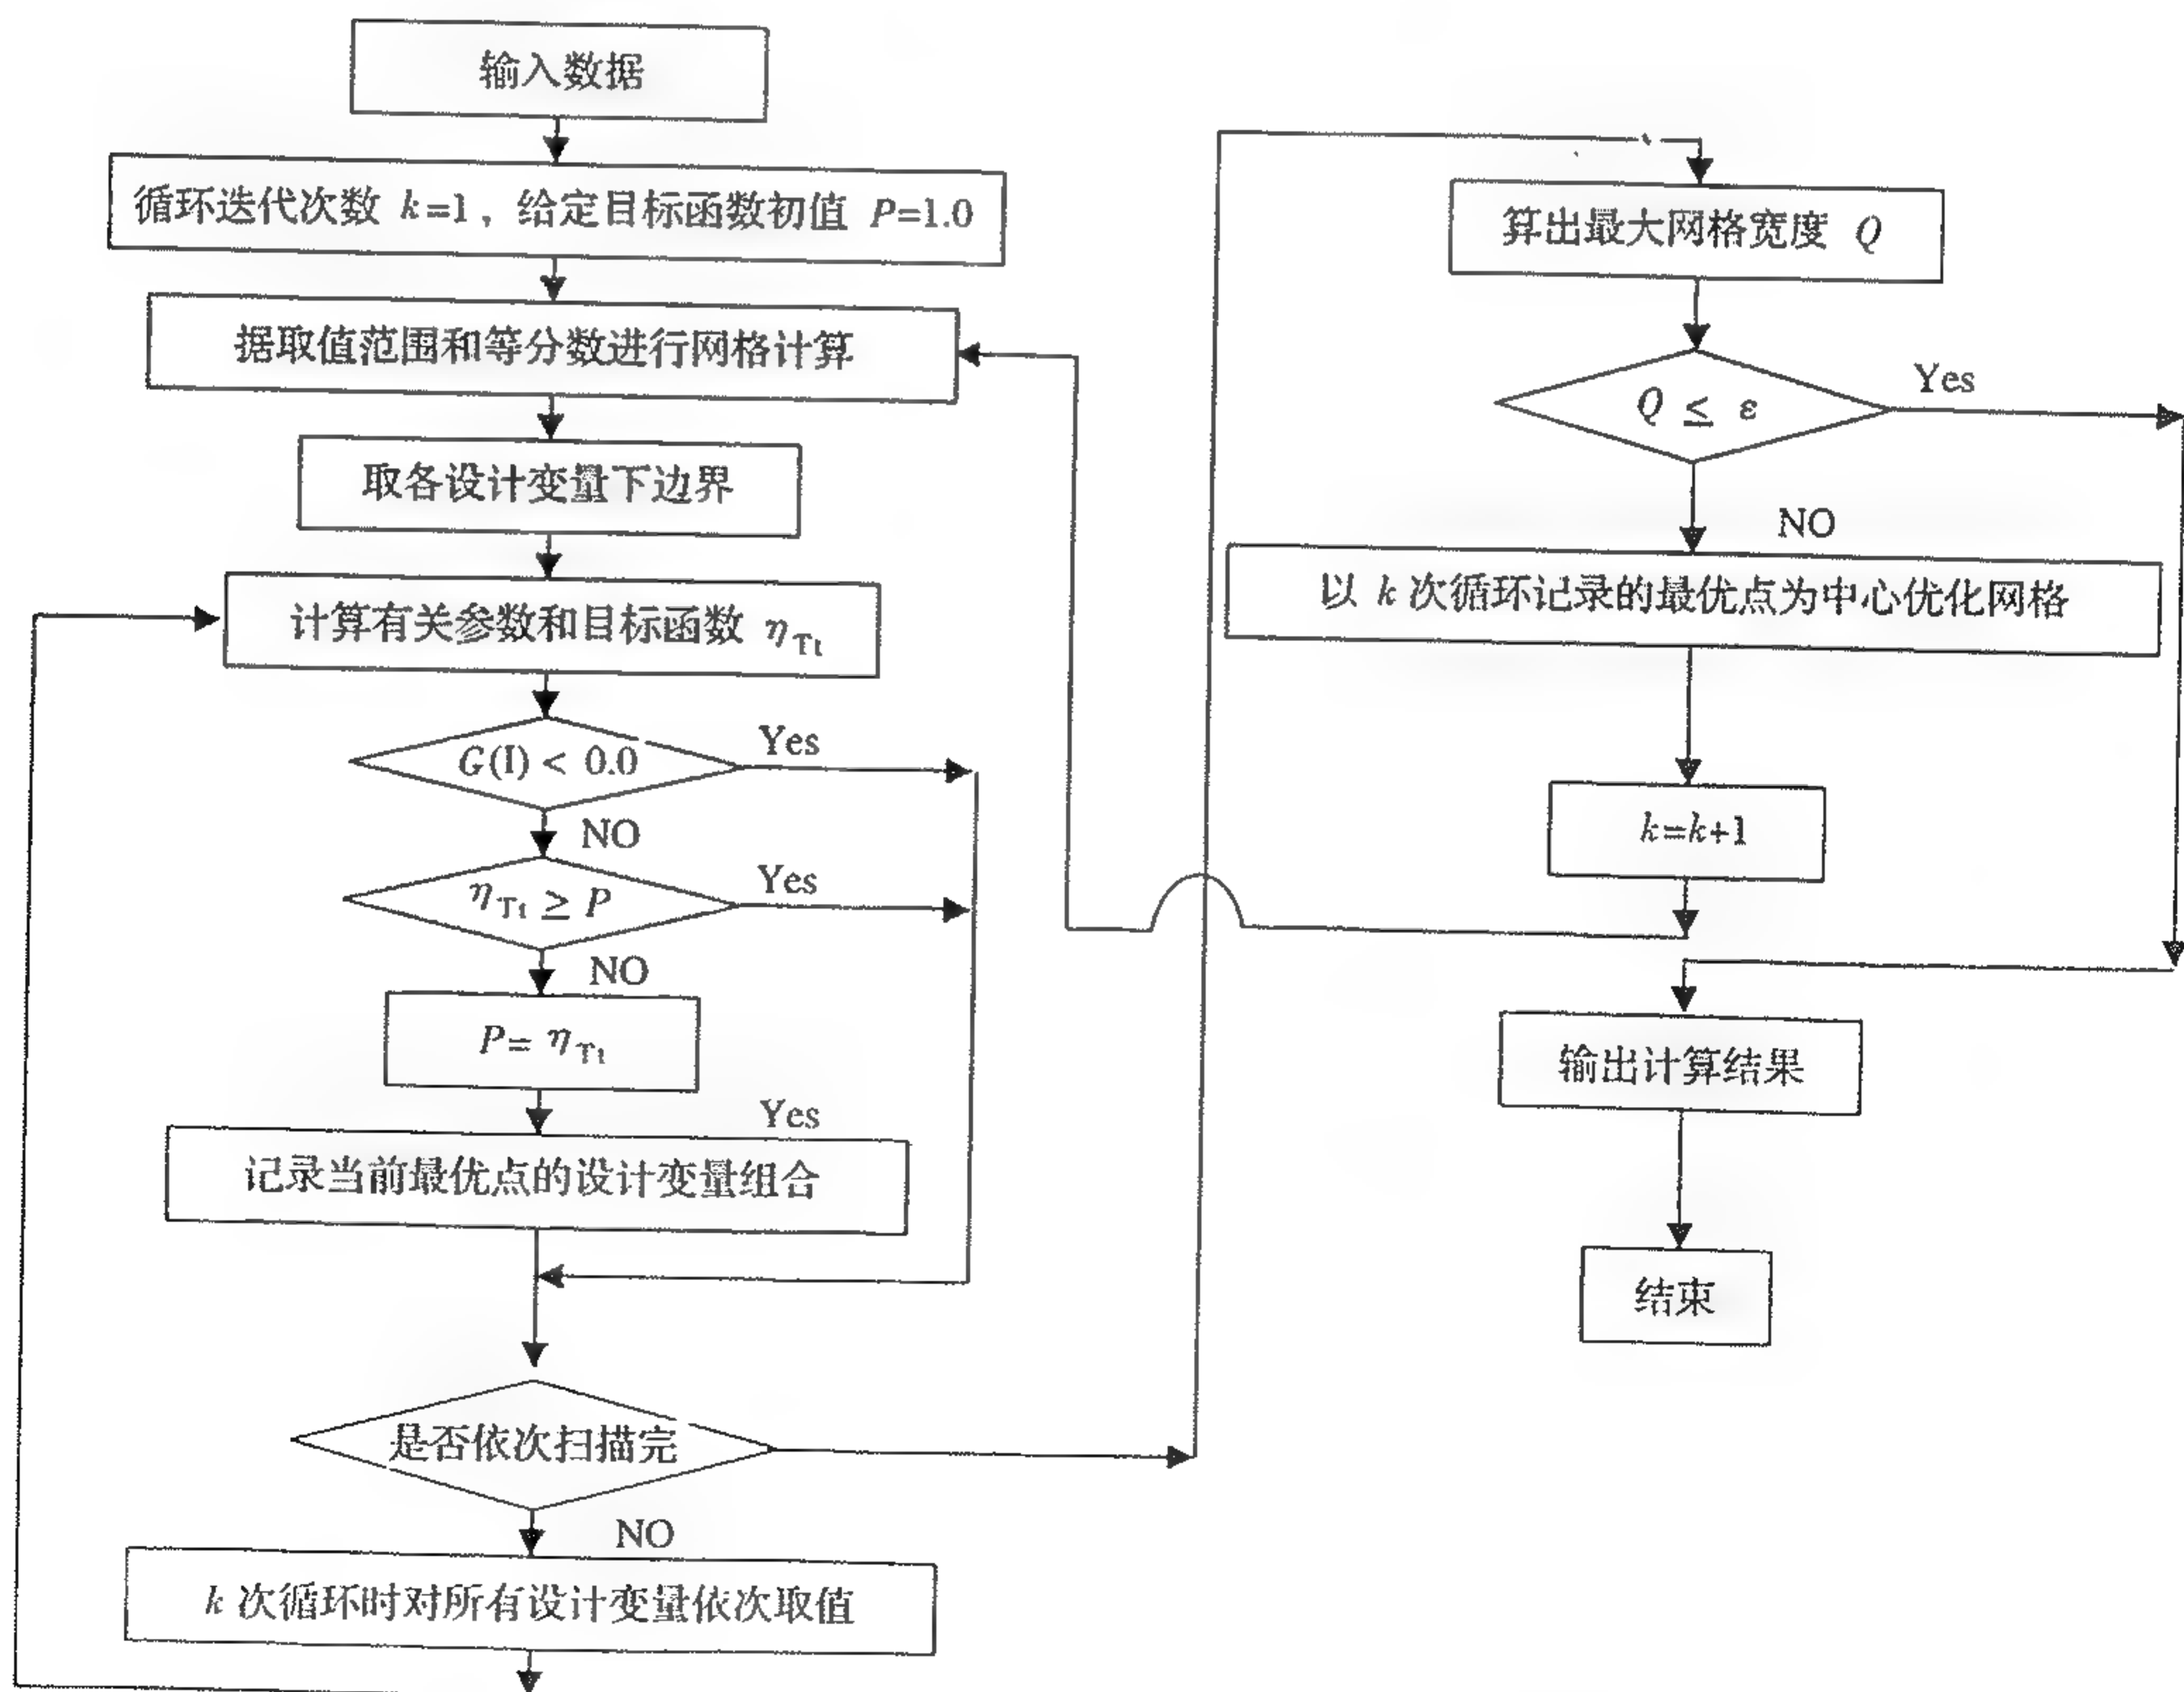 输入数据
循环迭代次数 k=1，给定目标函数初值 P=1.0
据取值范围和等分数进行网格计算
取各设计变量下边界
计算有关参数和目标函数 ηTt
G(I) < 0.0
Yes
NO
ηTt ≥ P
Yes
NO
P= ηTt
Yes
记录当前最优点的设计变量组合
是否依次扫描完
NO
k 次循环时对所有设计变量依次取值
算出最大网格宽度 Q
Q ≤ ε
Yes
NO
以 k 次循环记录的最优点为中心优化网格
k=k+1
输出计算结果
结束